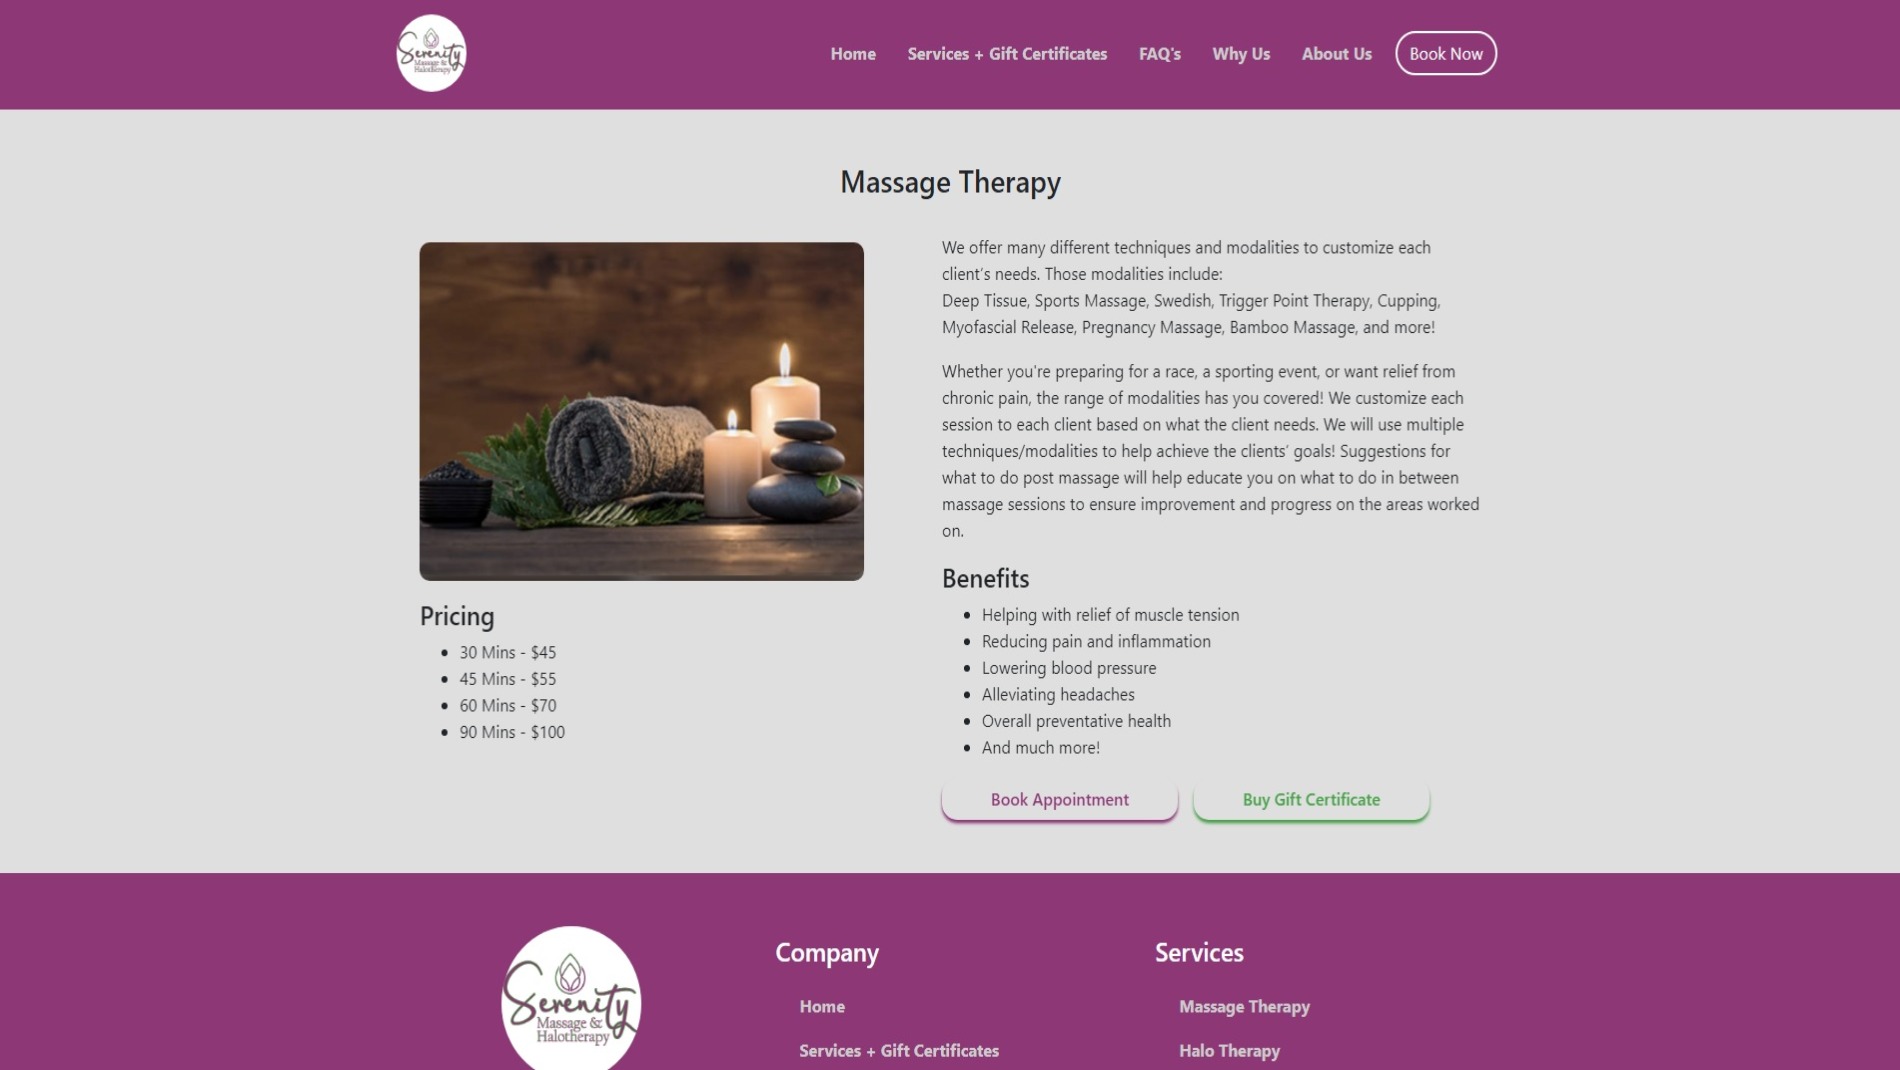 Serenity
Massage &
Halotherapy
Home
Services + Gift Certificates
FAQ's
Why Us
About Us
Book Now
Massage Therapy
We offer many different techniques and modalities to customize each
client's needs. Those modalities include:
Deep Tissue, Sports Massage, Swedish, Trigger Point Therapy, Cupping,
Myofascial Release, Pregnancy Massage, Bamboo Massage, and more!
Whether you're preparing for a race, a sporting event, or want relief from
chronic pain, the range of modalities has you covered! We customize each
session to each client based on what the client needs. We will use multiple
techniques/modalities to help achieve the clients' goals! Suggestions for
what to do post massage will help educate you on what to do in between
massage sessions to ensure improvement and progress on the areas worked
on.
Pricing
30 Mins - $45
45 Mins - $55
60 Mins - $70
90 Mins - $100
Benefits
Helping with relief of muscle tension
Reducing pain and inflammation
Lowering blood pressure
Alleviating headaches
Overall preventative health
And much more!
Book Appointment
Buy Gift Certificate
Serenity
Massage &
Halotherapy
Company
Home
Services + Gift Certificates
Services
Massage Therapy
Halo Therapy